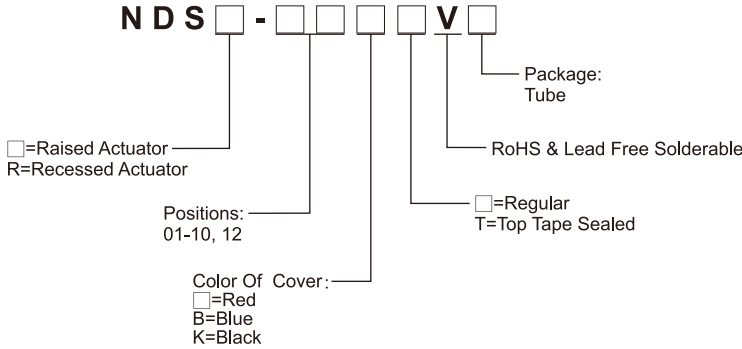 NDS□-□□□□V□
Package:
Tube
□=Raised Actuator
R=Recessed Actuator
RoHS & Lead Free Solderable
□=Regular
T=Top Tape Sealed
Positions:
01-10, 12
Color Of Cover:
□=Red
B=Blue
K=Black